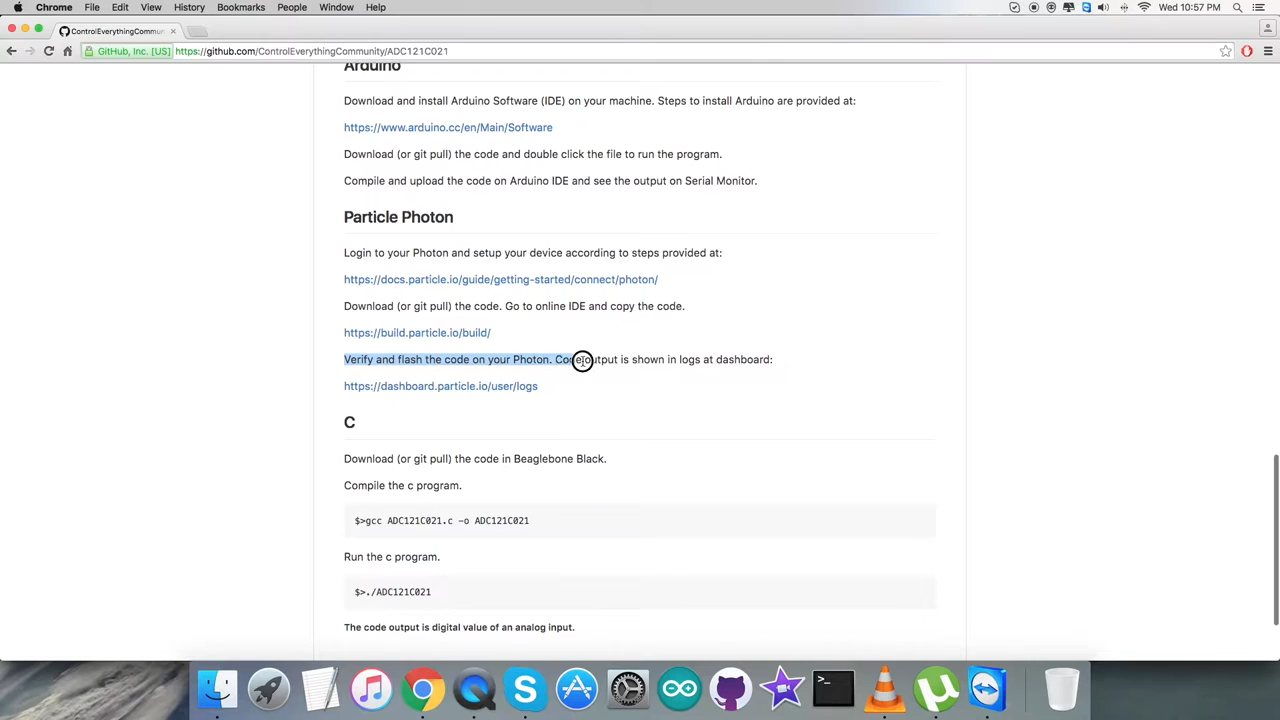 Chrome File Edit View History Bookmarks People Window Help
Wed 10:57 PM
ControlEverythingCommun
GitHub, Inc. [US] https://github.com/ControlEverythingCommunity/ADC121C021
Arduino
Download and install Arduino Software (IDE) on your machine. Steps to install Arduino are provided at:
https://www.arduino.cc/en/Main/Software
Download (or git pull) the code and double click the file to run the program.
Compile and upload the code on Arduino IDE and see the output on Serial Monitor.
Particle Photon
Login to your Photon and setup your device according to steps provided at:
https://docs.particle.io/guide/getting-started/connect/photon/
Download (or git pull) the code. Go to online IDE and copy the code.
https://build.particle.io/build/
Verify and flash the code on your Photon. Code output is shown in logs at dashboard:
https://dashboard.particle.io/user/logs
C
Download (or git pull) the code in Beaglebone Black.
Compile the c program.
$>gcc ADC121C021.c -o ADC121C021
Run the c program.
$>./ADC121C021
The code output is digital value of an analog input.